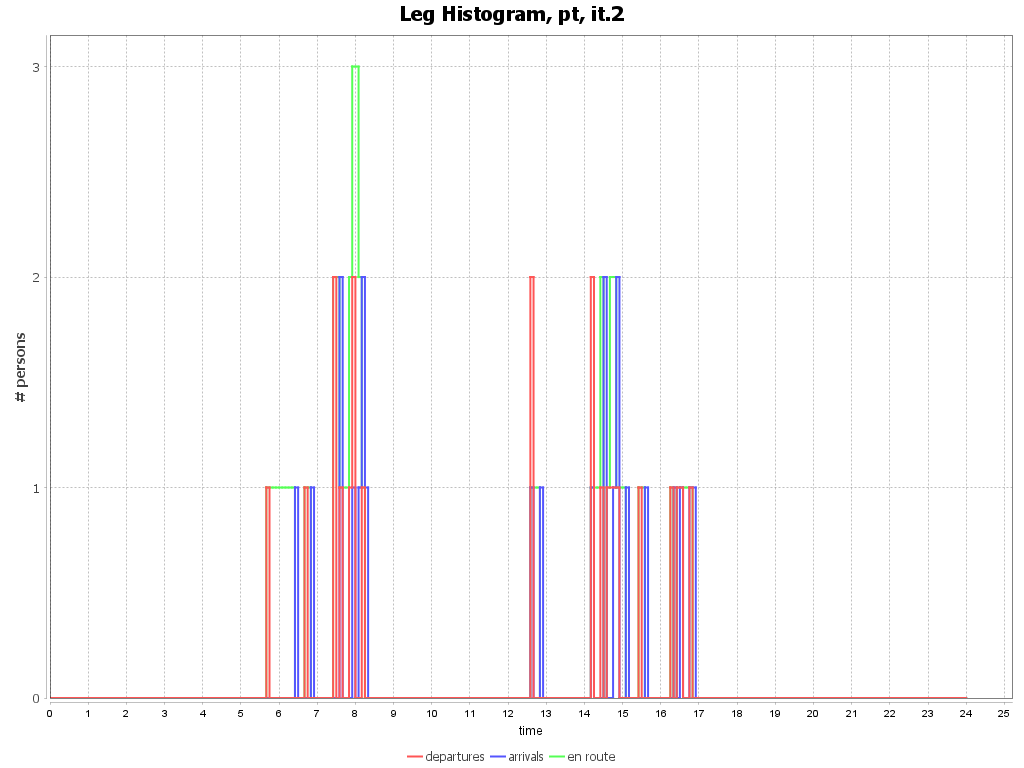 Leg Histogram, pt, it.2
# persons
3
2
1
0
0 1 2 3 4 5 6 7 8 9 10 11 12 13 14 15 16 17 18 19 20 21 22 23 24 25
time
departures arrivals en route